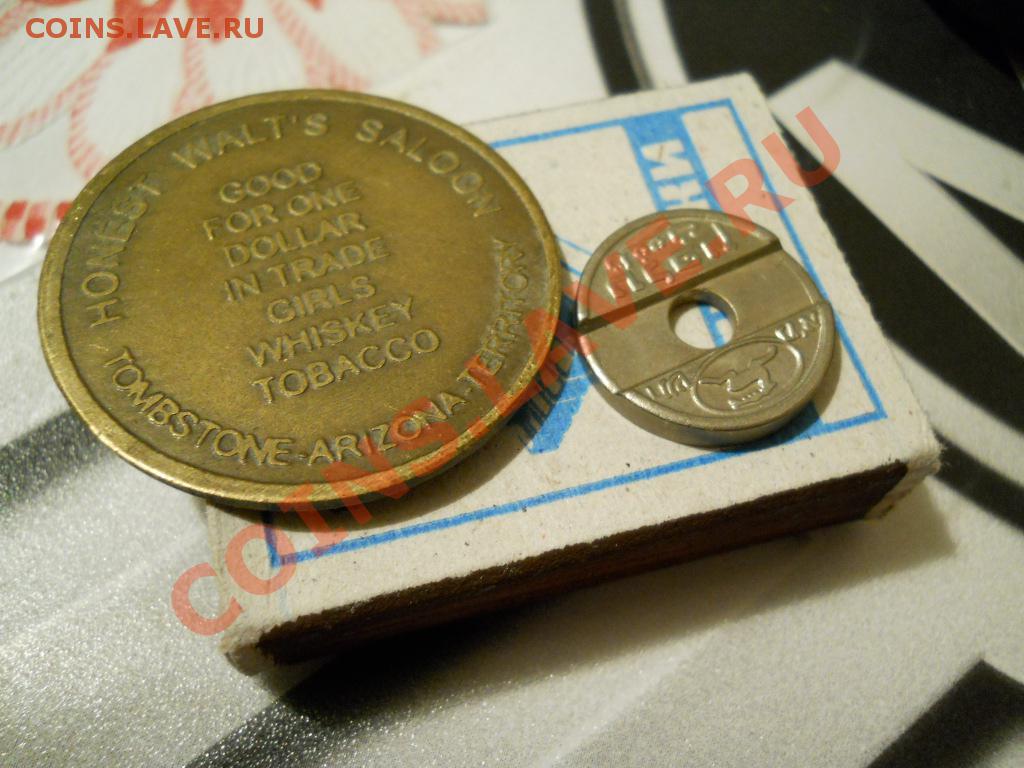 COINS.LAVE.RU
HONEST WALT'S SALOON
GOOD
FOR ONE
DOLLAR
IN TRADE
GIRLS
WHISKEY
TOBACCO
TOMBSTONE-ARIZONA-TERRITORY
COINS.LAVE.RU